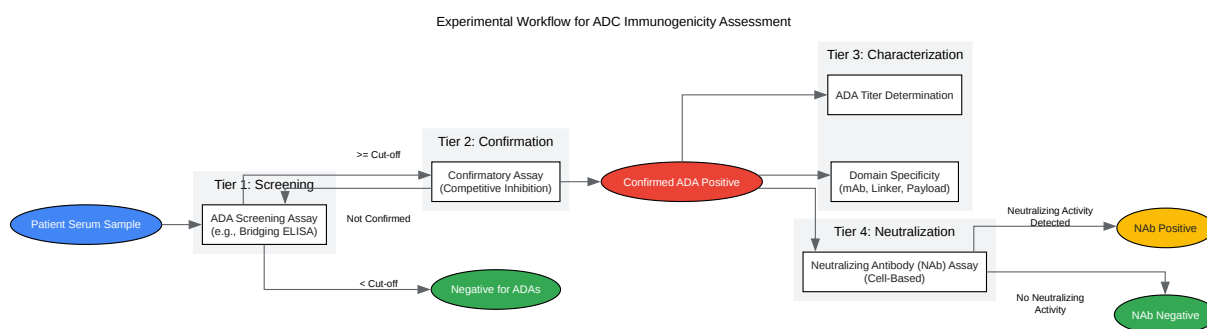 Experimental Workflow for ADC Immunogenicity Assessment
Tier 3: Characterization
ADA Titer Determination
Tier 2: Confirmation
>= Cut-off
Confirmatory Assay
(Competitive Inhibition)
Confirmed ADA Positive
Domain Specificity
(mAb, Linker, Payload)
Tier 1: Screening
Patient Serum Sample
ADA Screening Assay
(e.g., Bridging ELISA)
Not Confirmed
Neutralizing Activity
Detected
NAb Positive
Tier 4: Neutralization
Neutralizing Antibody (NAb) Assay
(Cell-Based)
< Cut-off
Negative for ADAs
No Neutralizing
Activity
NAb Negative